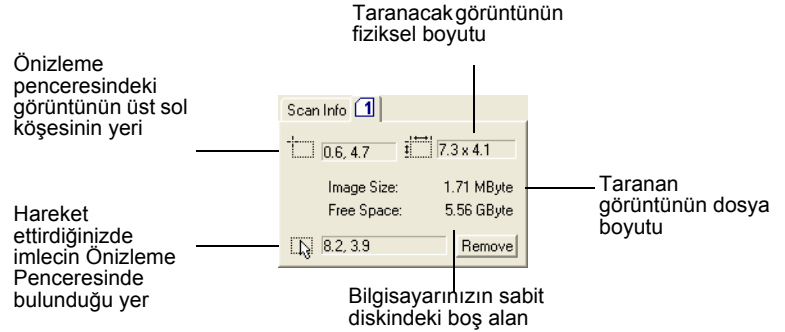 Taranacak görüntünün
fiziksel boyutu
Önizleme
penceresindeki
görüntünün üst sol
köşesinin yeri
Scan Info 1
0.6, 4.7
7.3 x 4.1
Image Size: 1.71 MByte
Free Space: 5.56 GByte
8.2, 3.9
Remove
Taranan
görüntünün dosya
boyutu
Hareket
ettirdiğinizde
imlecin Önizleme
Penceresinde
bulunduğu yer
Bilgisayarınızın sabit
diskindeki boş alan